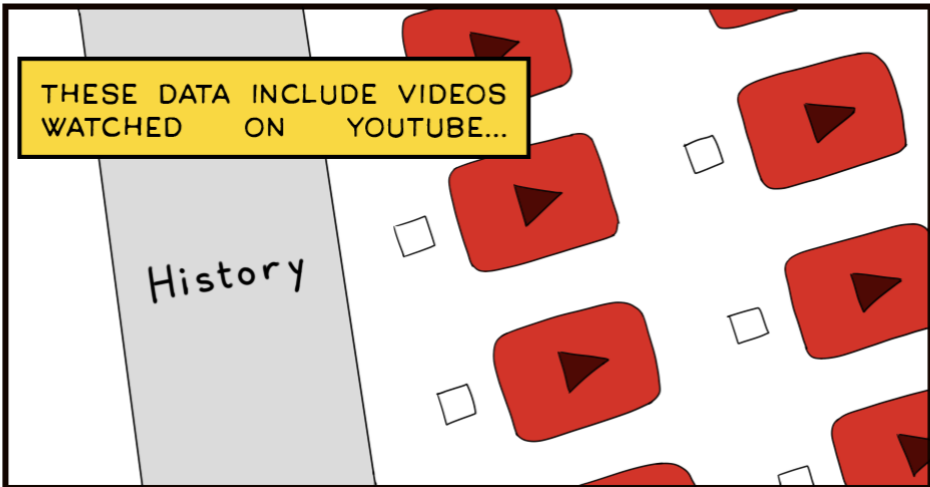 THESE DATA INCLUDE VIDEOS
WATCHED ON YOUTUBE...
History